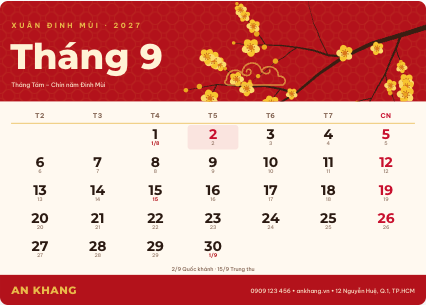 XUÂN ĐINH MÙI · 2027
Tháng 9
Tháng Tám – Chín năm Đinh Mùi
T2 T3 T4 T5 T6 T7 CN
1 2 3 4 5
1/8 2 3 4 5
6 7 8 9 10 11 12
6 7 8 9 10 11 12
13 14 15 16 17 18 19
13 14 15 16 17 18 19
20 21 22 23 24 25 26
20 21 22 23 24 25 26
27 28 29 30
27 28 29 1/9
2/9 Quốc khánh · 15/9 Trung thu
AN KHANG
0909 123 456 • ankhang.vn • 12 Nguyễn Huệ, Q.1, TP.HCM